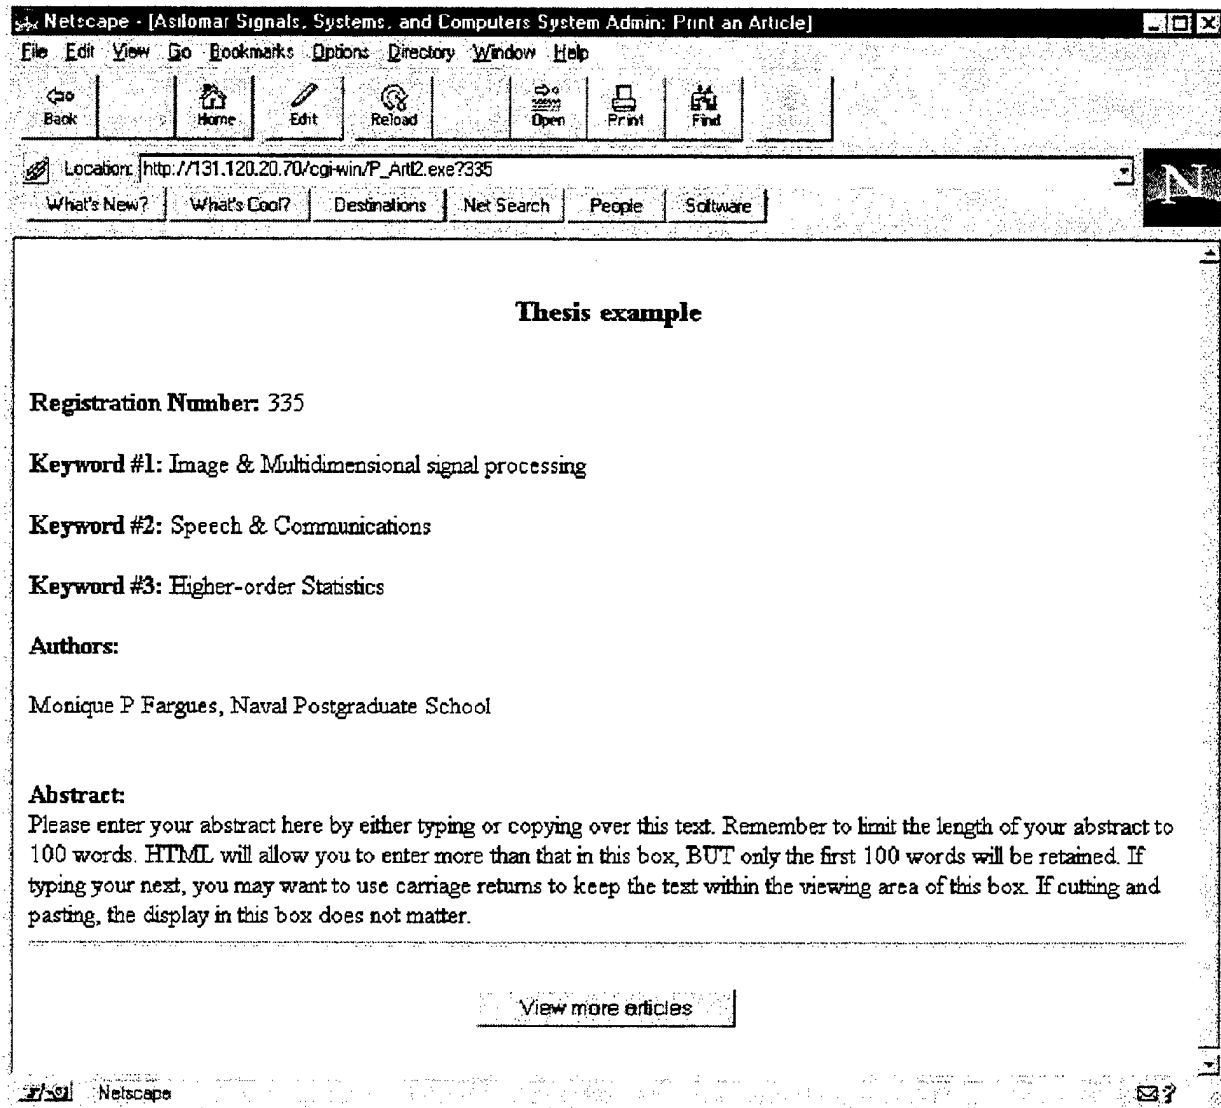 Netscape - [Asilomar Signals, Systems, and Computers System Admin: Print an Article]
File Edit View Go Bookmarks Options Directory Window Help
Back Home Edit Reload Open Print Find
Location: http://131.120.20.70/cgi-win/P_Artl2.exe?335
N
What's New? What's Cool? Destinations Net Search People Software
Thesis example
Registration Number: 335
Keyword #1: Image & Multidimensional signal processing
Keyword #2: Speech & Communications
Keyword #3: Higher-order Statistics
Authors:
Monique P Fargues, Naval Postgraduate School
Abstract:
Please enter your abstract here by either typing or copying over this text. Remember to limit the length of your abstract to
100 words. HTML will allow you to enter more than that in this box, BUT only the first 100 words will be retained. If
typing your next, you may want to use carriage returns to keep the text within the viewing area of this box. If cutting and
pasting, the display in this box does not matter.
View more articles
Netscape